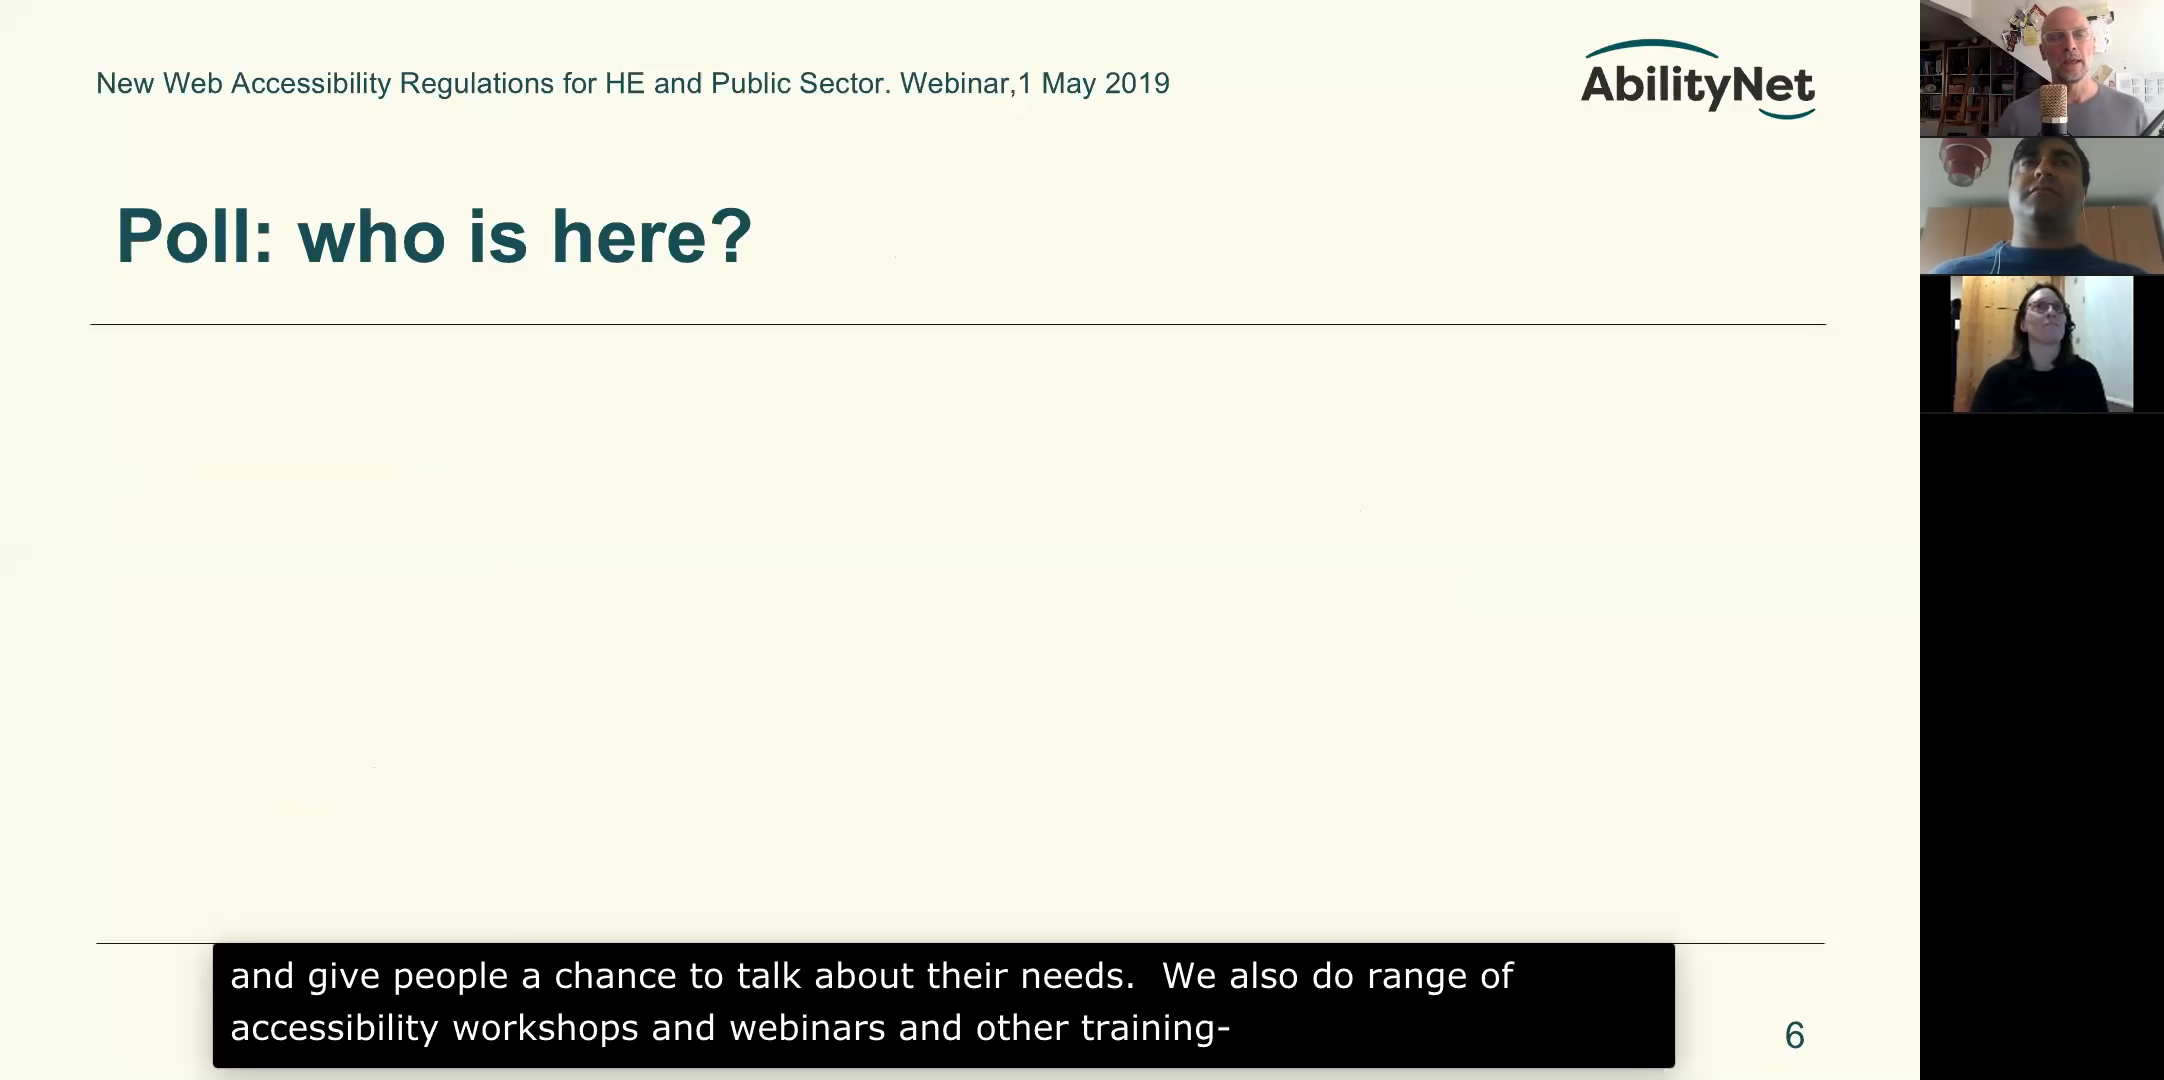 New Web Accessibility Regulations for HE and Public Sector. Webinar,1 May 2019
AbilityNet
Poll: who is here?
and give people a chance to talk about their needs.  We also do range of
accessibility workshops and webinars and other training-
6